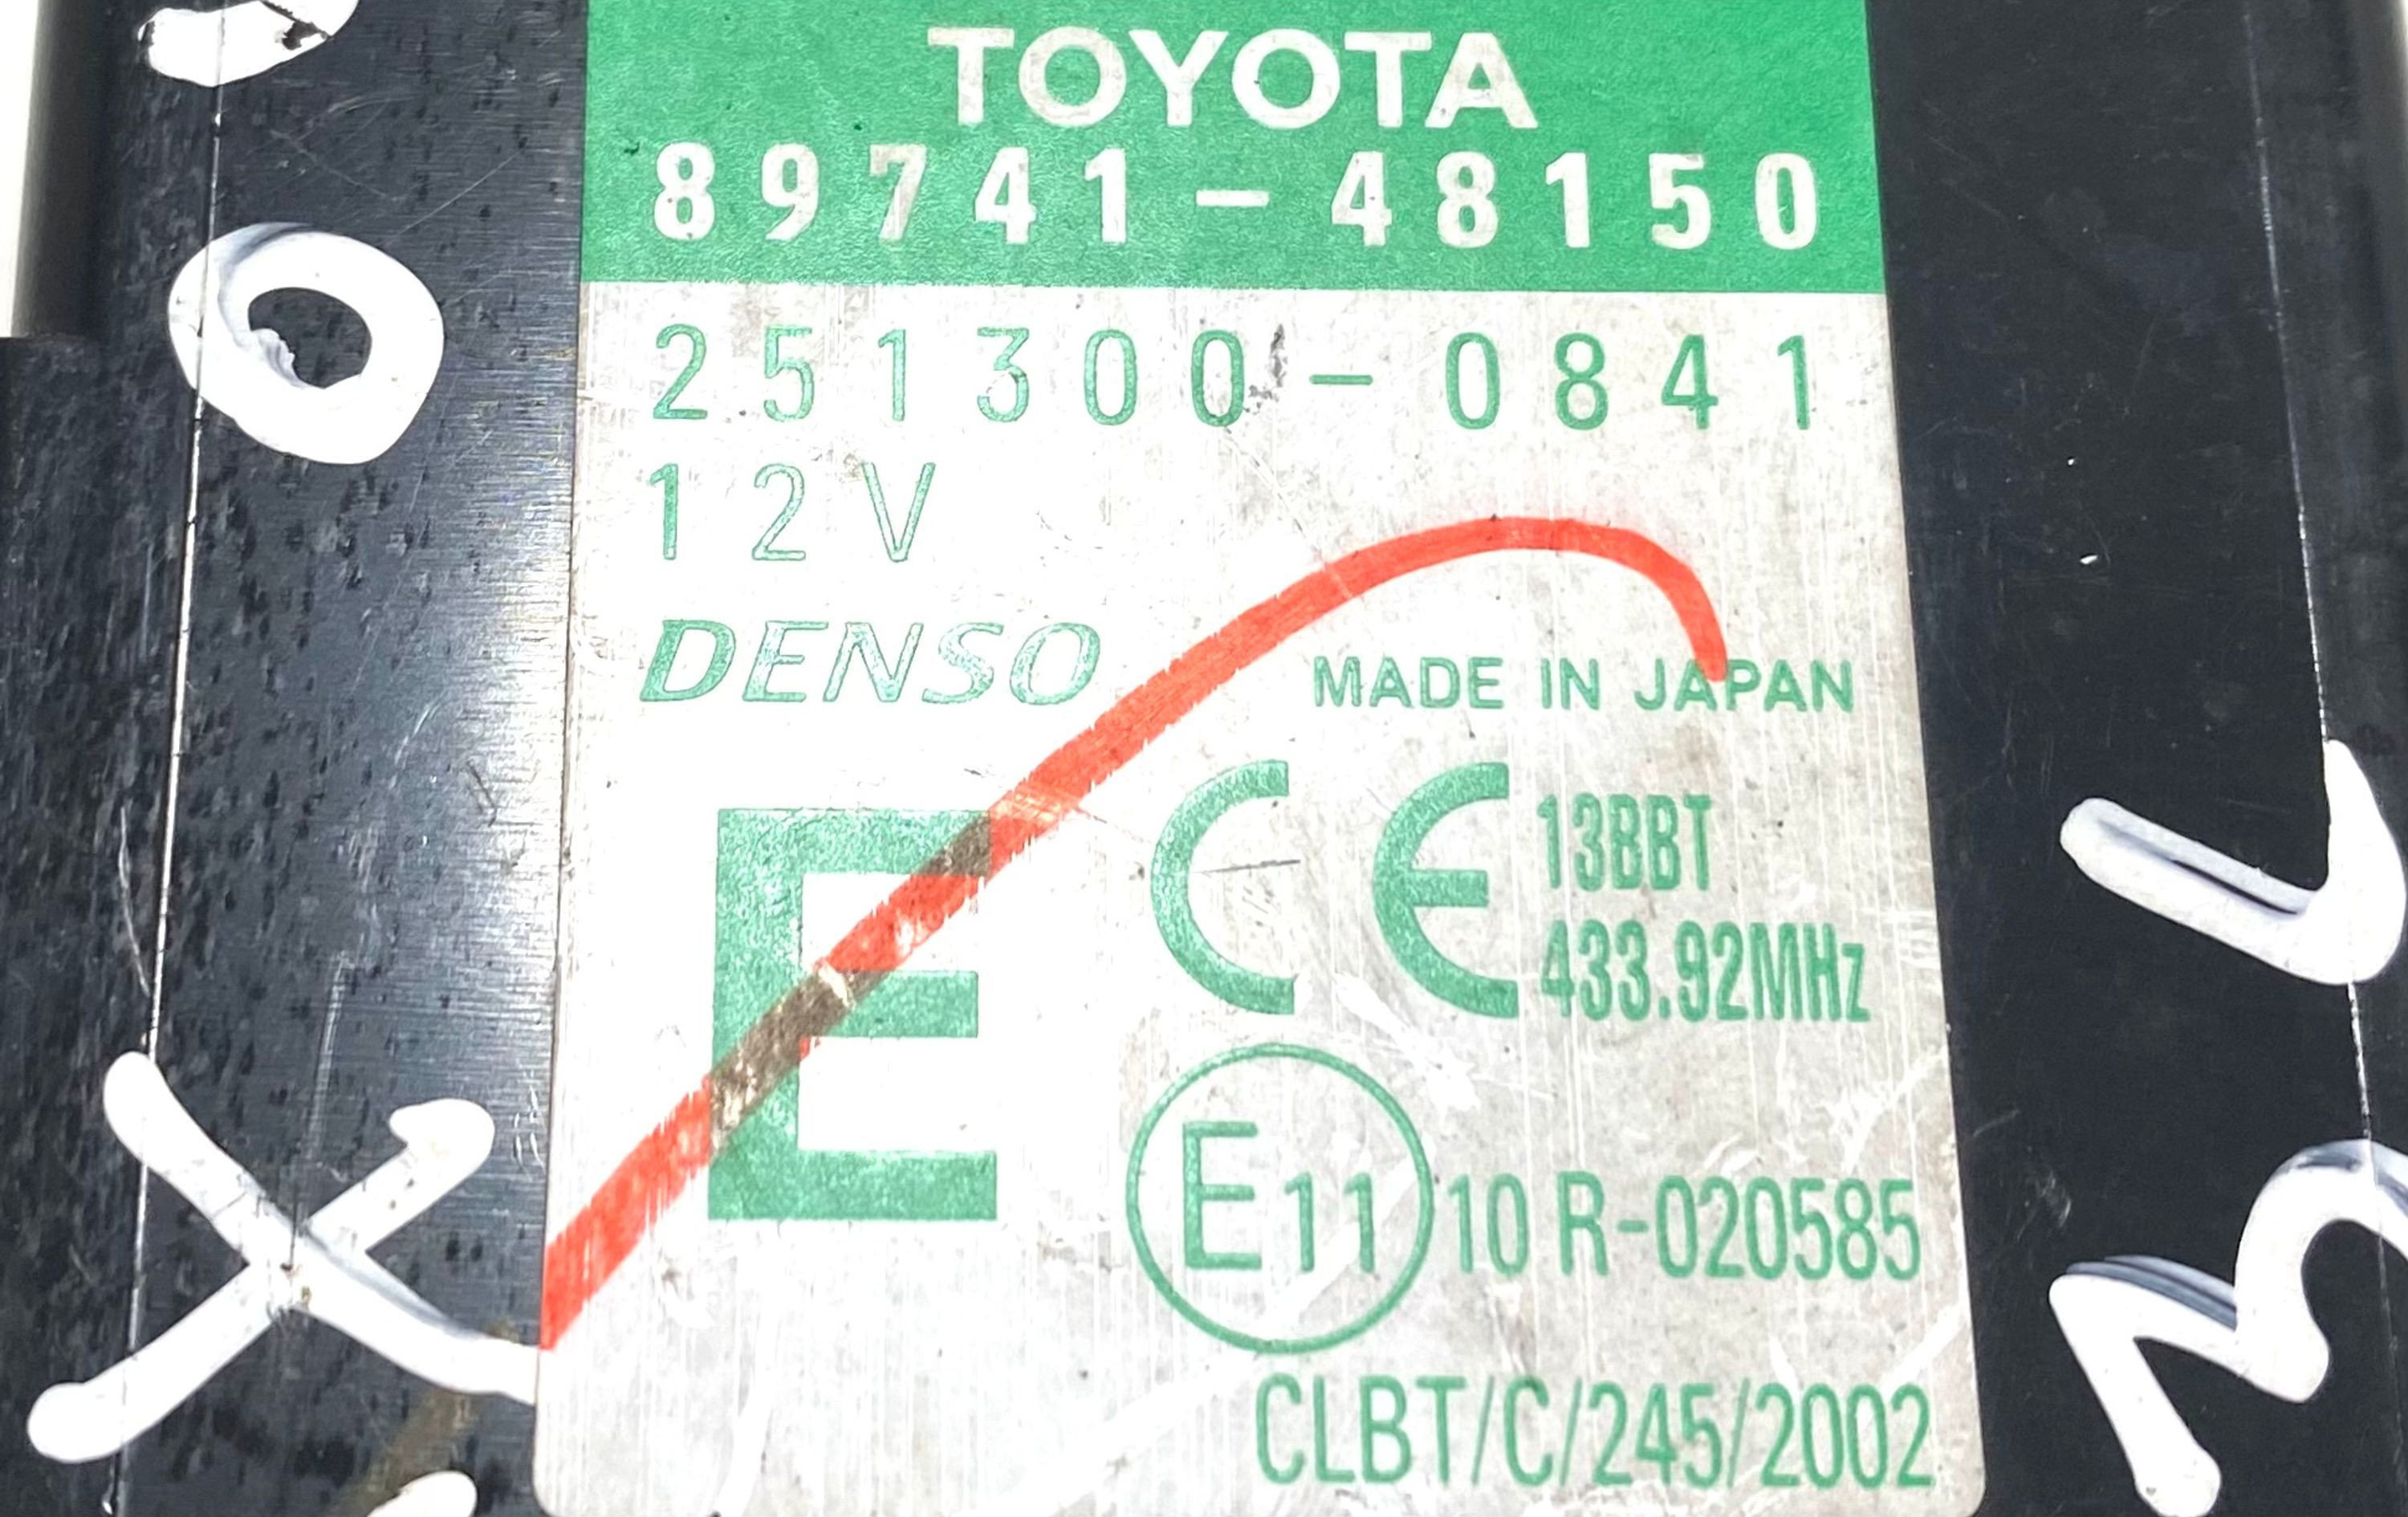 TOYOTA
89741-48150
251300-0841
12V
DENSO
MADE IN JAPAN
E
CE 13BBT
433.92MHz
E11 10 R-020585
CLBT/C/245/2002